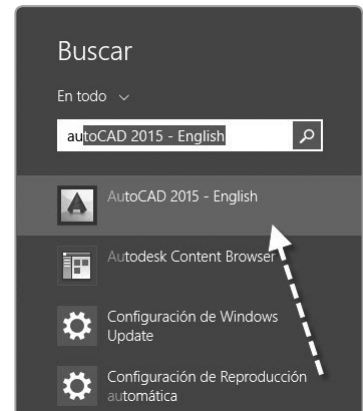 Buscar
En todo
autoCAD 2015 - English
AutoCAD 2015 - English
Autodesk Content Browser
Configuración de Windows
Update
Configuración de Reproducción
automática